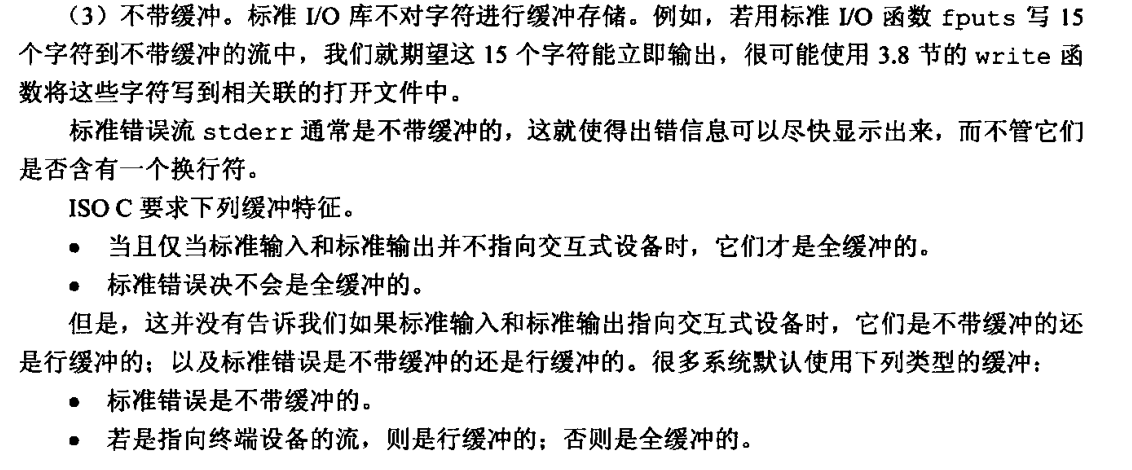 （3）不带缓冲。标准 I/O 库不对字符进行缓冲存储。例如，若用标准 I/O 函数 fputs 写 15
个字符到不带缓冲的流中，我们就期望这 15 个字符能立即输出，很可能使用 3.8 节的 write 函
数将这些字符写到相关联的打开文件中。
标准错误流 stderr 通常是不带缓冲的，这就使得出错信息可以尽快显示出来，而不管它们
是否含有一个换行符。
ISO C 要求下列缓冲特征。
• 当且仅当标准输入和标准输出并不指向交互式设备时，它们才是全缓冲的。
• 标准错误决不会是全缓冲的。
但是，这并没有告诉我们如果标准输入和标准输出指向交互式设备时，它们是不带缓冲的还
是行缓冲的；以及标准错误是不带缓冲的还是行缓冲的。很多系统默认使用下列类型的缓冲：
• 标准错误是不带缓冲的。
• 若是指向终端设备的流，则是行缓冲的；否则是全缓冲的。